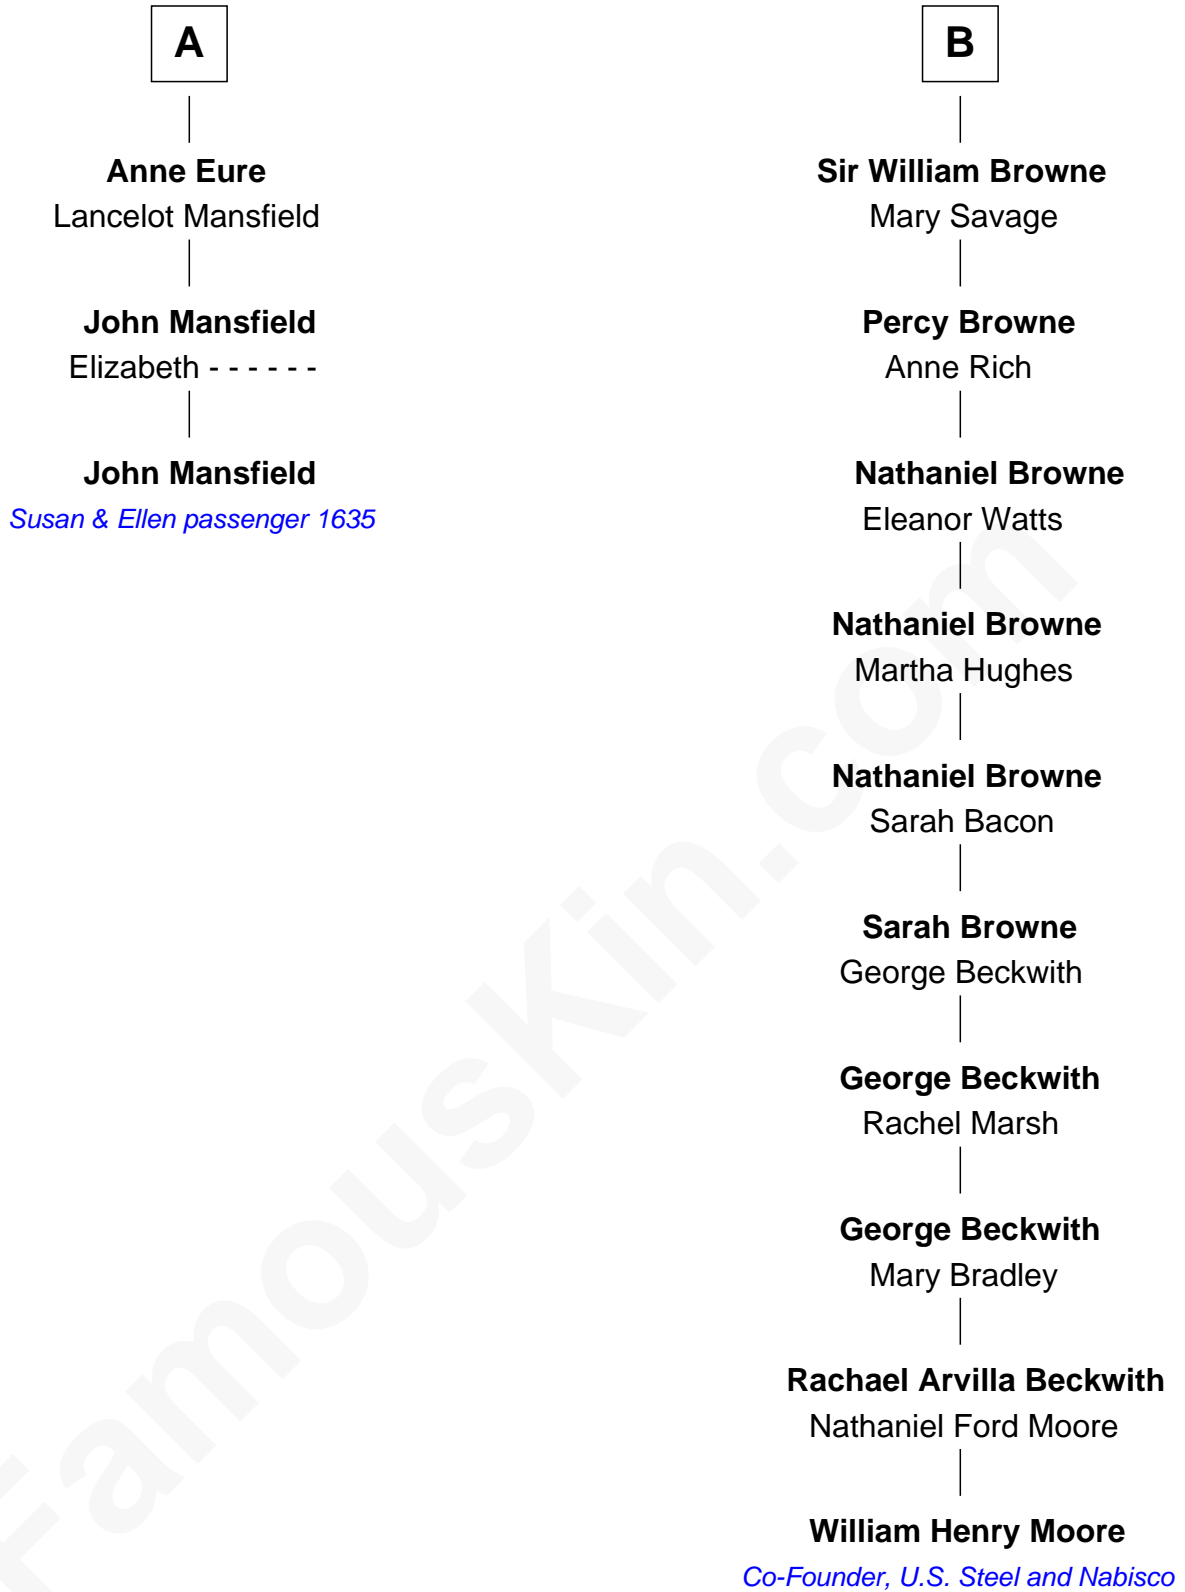 A
Anne Eure
Lancelot Mansfield
John Mansfield
Elizabeth - - - - - -
John Mansfield
Susan & Ellen passenger 1635
B
Sir William Browne
Mary Savage
Percy Browne
Anne Rich
Nathaniel Browne
Eleanor Watts
Nathaniel Browne
Martha Hughes
Nathaniel Browne
Sarah Bacon
Sarah Browne
George Beckwith
George Beckwith
Rachel Marsh
George Beckwith
Mary Bradley
Rachael Arvilla Beckwith
Nathaniel Ford Moore
William Henry Moore
Co-Founder, U.S. Steel and Nabisco
FamousKin.com